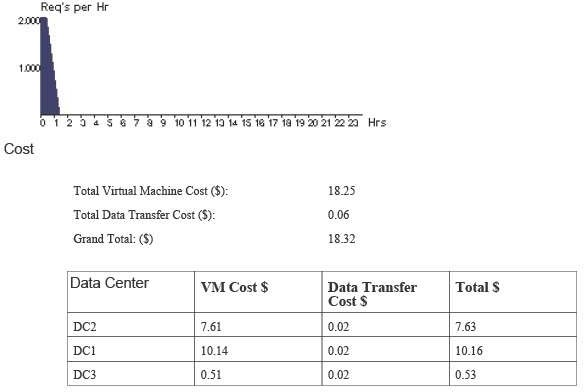 Req's per Hr
2.000
1.000
0 1 2 3 4 5 6 7 8 9 10 11 12 13 14 15 16 17 18 19 20 21 22 23 Hrs
Cost
Total Virtual Machine Cost ($): 18.25
Total Data Transfer Cost ($): 0.06
Grand Total: ($) 18.32
Data Center VM Cost $ Data Transfer Cost $ Total $
DC2 7.61 0.02 7.63
DC1 10.14 0.02 10.16
DC3 0.51 0.02 0.53